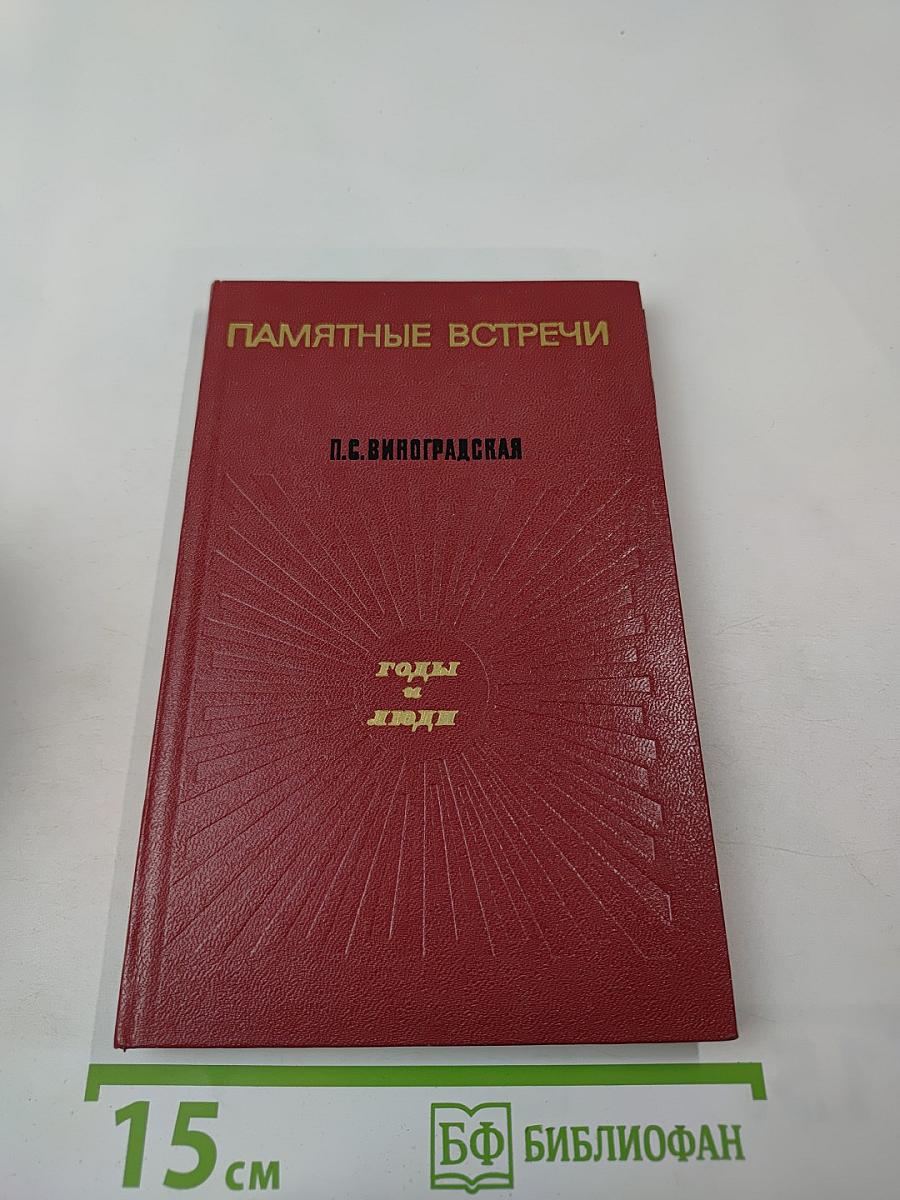 ПАМЯТНЫЕ ВСТРЕЧИ
П.С.ВИНОГРАДСКАЯ
ГОДЫ
и
ЛЮДИ
15 см
БФ БИБЛИОФАН